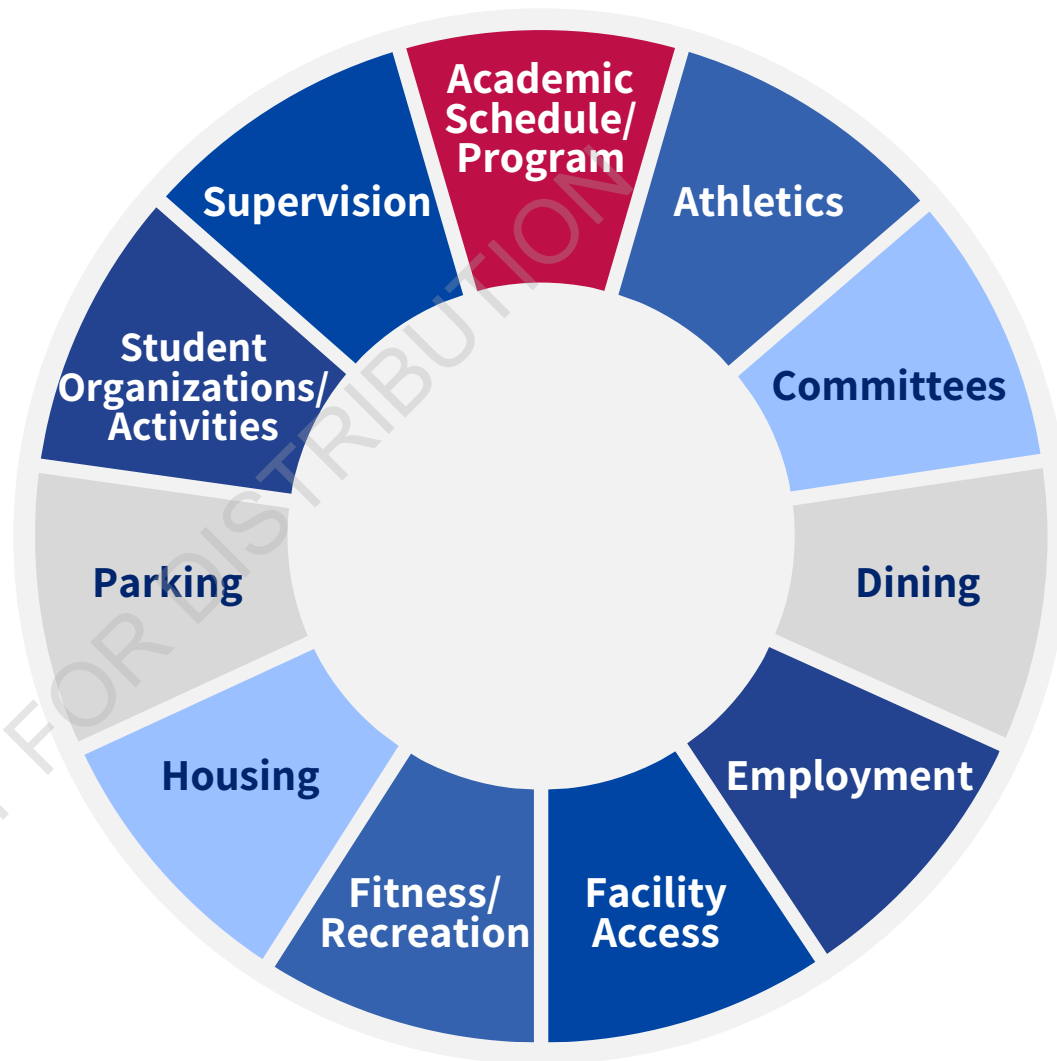 Academic
Schedule/
Program
Athletics
Committees
Dining
Employment
Facility
Access
Fitness/
Recreation
Housing
Parking
Student
Organizations/
Activities
Supervision
FOR DISTRIBUTION